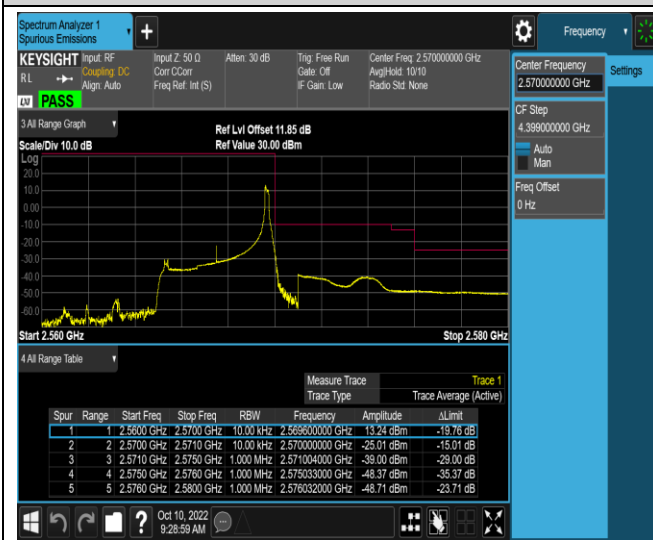 Spectrum Analyzer 1
Spurious Emissions
+
Frequency
KEYSIGHT
Input: RF
Input Z: 50 Ω
Atten: 30 dB
Trig: Free Run
Center Freq: 2.570000000 GHz
RL
Coupling: DC
Corr CCorr
Gate: Off
Avg|Hold: 10/10
Align: Auto
Freq Ref: Int (S)
IF Gain: Low
Radio Std: None
LXI
PASS
Center Frequency
2.570000000 GHz
Settings
CF Step
4.399000000 GHz
Auto
Man
Freq Offset
0 Hz
3 All Range Graph
Ref Lvl Offset 11.85 dB
Scale/Div 10.0 dB
Ref Value 30.00 dBm
Log
20.0
10.0
0.00
-10.0
-20.0
-30.0
-40.0
-50.0
-60.0
Start 2.560 GHz
Stop 2.580 GHz
4 All Range Table
Measure Trace Trace 1
Trace Type Trace Average (Active)
Spur Range Start Freq Stop Freq RBW Frequency Amplitude ΔLimit
1 1 2.5600 GHz 2.5700 GHz 10.00 kHz 2.569600000 GHz 13.24 dBm -19.76 dB
2 2 2.5700 GHz 2.5710 GHz 10.00 kHz 2.570000000 GHz -25.01 dBm -15.01 dB
3 3 2.5710 GHz 2.5750 GHz 1.000 MHz 2.571004000 GHz -39.00 dBm -29.00 dB
4 4 2.5750 GHz 2.5760 GHz 1.000 MHz 2.575033000 GHz -48.37 dBm -35.37 dB
5 5 2.5760 GHz 2.5800 GHz 1.000 MHz 2.576032000 GHz -48.71 dBm -23.71 dB
?
Oct 10, 2022
9:28:59 AM